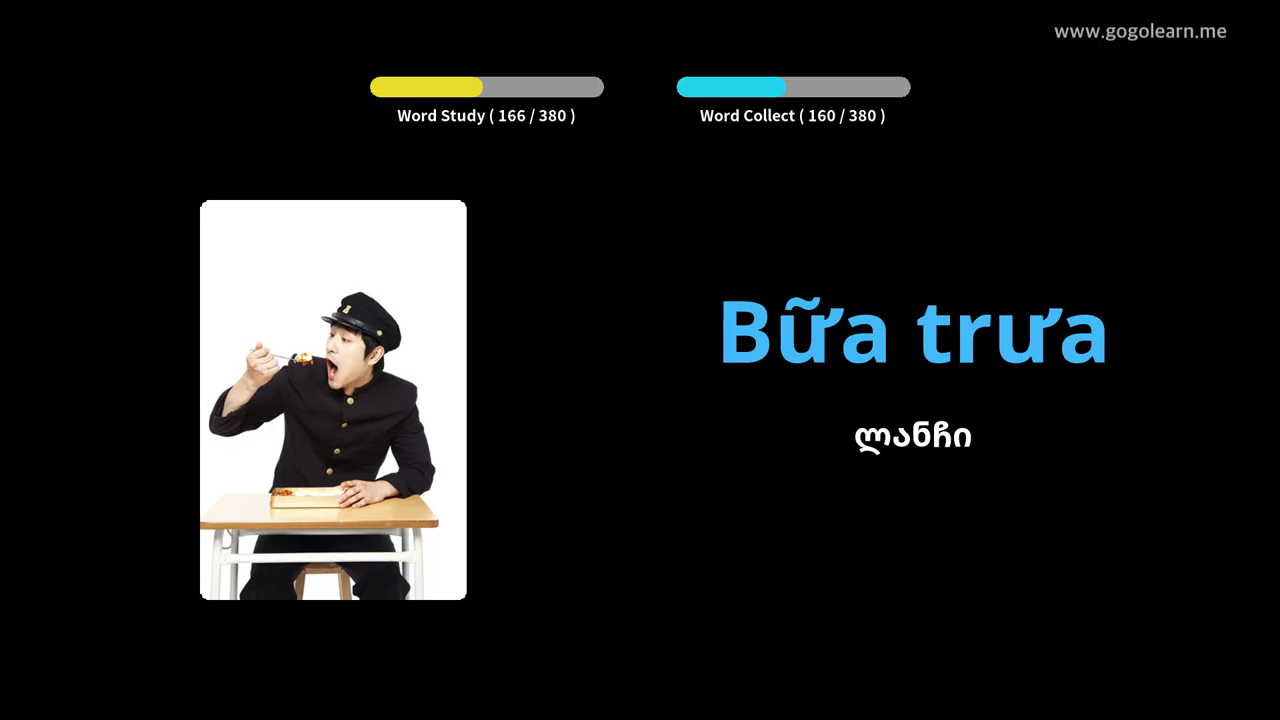 www.gogolearn.me
Word Study ( 166 / 380 )
Word Collect ( 160 / 380 )
Bữa trưa
ლანჩი